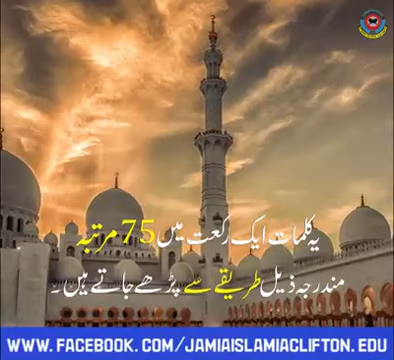 یہ کلمات ایک رکعت میں 75 مرتبہ
مندرجہ ذیل طریقے سے پڑھے جاتے ہیں۔
WWW.FACEBOOK.COM/JAMIAISLAMIACLIFTON.EDU